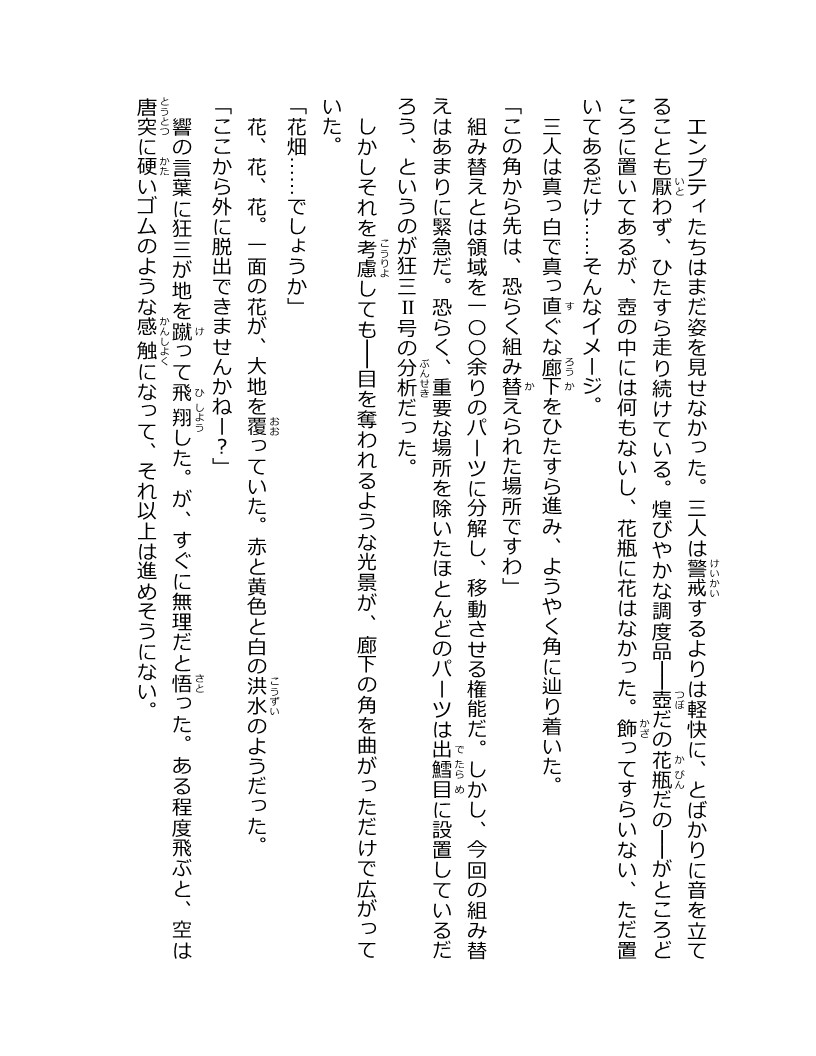 エンプティたちはまだ姿を見せなかった。三人は警戒するよりは軽快に、とばかりに音を立て
ることも厭わず、ひたすら走り続けている。煌びやかな調度品──壺だの花瓶だの──がところど
ころに置いてあるが、壺の中には何もないし、花瓶に花はなかった。飾ってすらいない、ただ置
いてあるだけ……そんなイメージ。
三人は真っ白で真っ直ぐな廊下をひたすら進み、ようやく角に辿り着いた。
「この角から先は、恐らく組み替えられた場所ですわ」
組み替えとは領域を一〇〇余りのパーツに分解し、移動させる権能だ。しかし、今回の組み替
えはあまりに緊急だ。恐らく、重要な場所を除いたほとんどのパーツは出鱈目に設置しているだ
ろう、というのが狂三Ⅱ号の分析だった。
しかしそれを考慮しても──目を奪われるような光景が、廊下の角を曲がっただけで広がって
いた。
「花畑……でしょうか」
花、花、花。一面の花が、大地を覆っていた。赤と黄色と白の洪水のようだった。
「ここから外に脱出できませんかねー？」
響の言葉に狂三が地を蹴って飛翔した。が、すぐに無理だと悟った。ある程度飛ぶと、空は
唐突に硬いゴムのような感触になって、それ以上は進めそうにない。